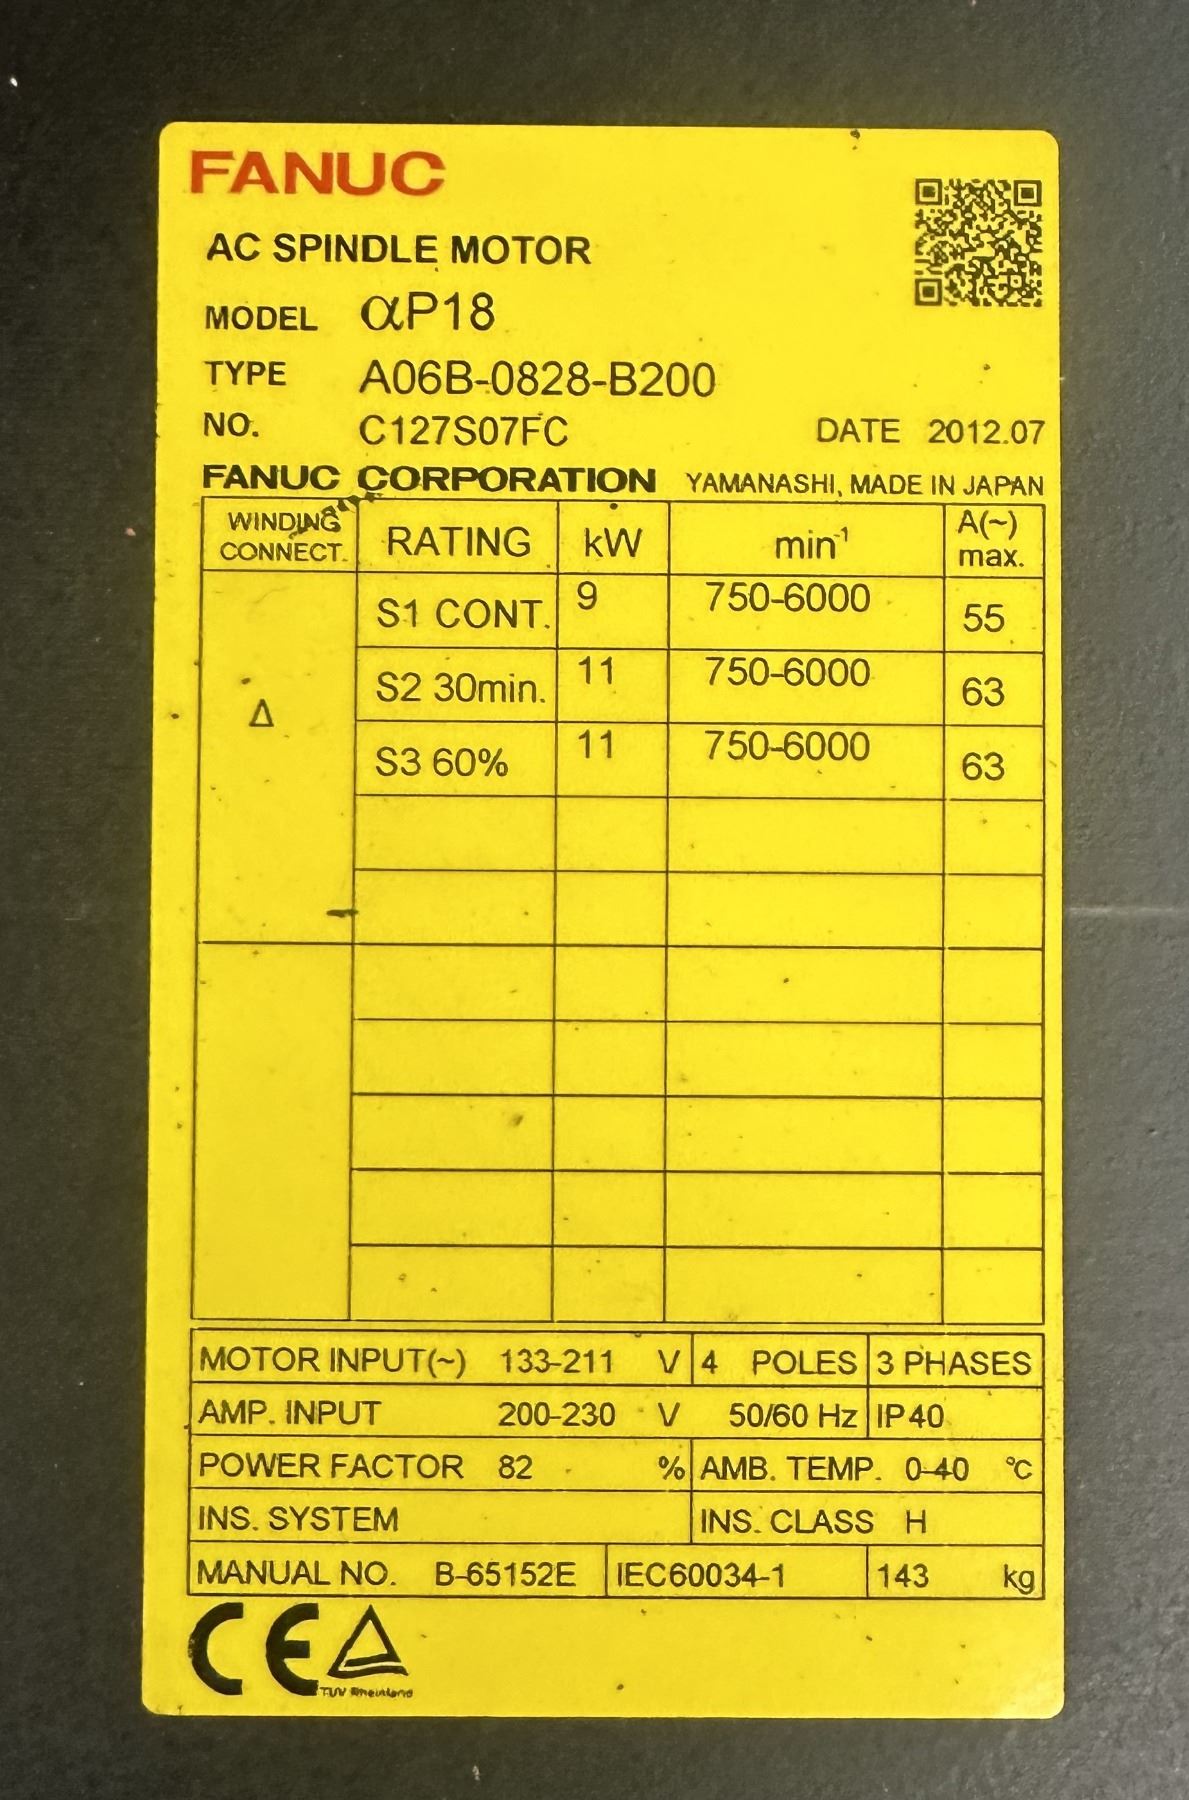 FANUC
AC SPINDLE MOTOR
MODEL αP18
TYPE A06B-0828-B200
NO. C127S07FC DATE 2012.07
FANUC CORPORATION YAMANASHI, MADE IN JAPAN
WINDING CONNECT. RATING kW min⁻¹ A(~) max.
Δ
S1 CONT. 9 750-6000 55
S2 30min. 11 750-6000 63
S3 60% 11 750-6000 63
MOTOR INPUT(~) 133-211 V 4 POLES 3 PHASES
AMP. INPUT 200-230 V 50/60 Hz IP40
POWER FACTOR 82 % AMB. TEMP. 0-40 °C
INS. SYSTEM INS. CLASS H
MANUAL NO. B-65152E IEC60034-1 143 kg
CE TUV Rheinland